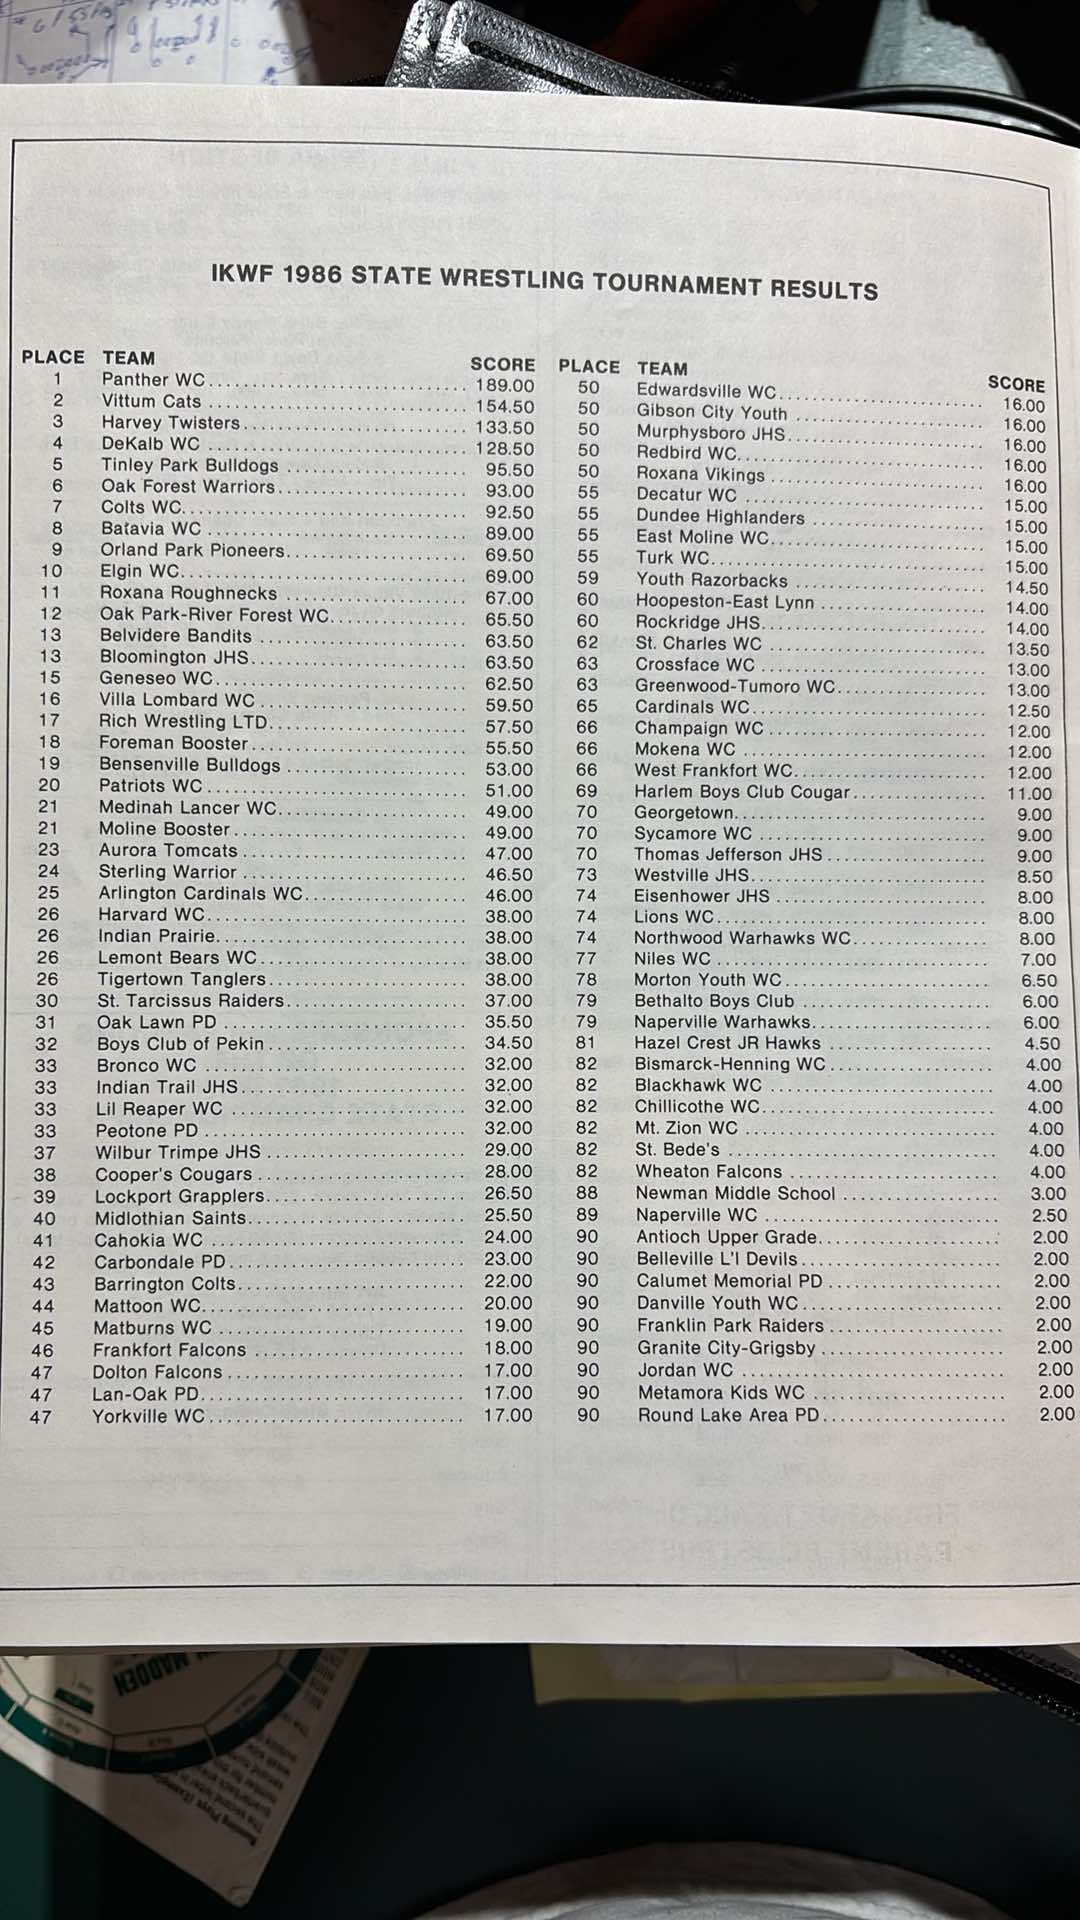 IKWF 1986 STATE WRESTLING TOURNAMENT RESULTS
PLACE TEAM SCORE
1 Panther WC 189.00
2 Vittum Cats 154.50
3 Harvey Twisters 133.50
4 DeKalb WC 128.50
5 Tinley Park Bulldogs 95.50
6 Oak Forest Warriors 93.00
7 Colts WC 92.50
8 Batavia WC 89.00
9 Orland Park Pioneers 69.50
10 Elgin WC 69.00
11 Roxana Roughnecks 67.00
12 Oak Park-River Forest WC 65.50
13 Belvidere Bandits 63.50
13 Bloomington JHS 63.50
15 Geneseo WC 62.50
16 Villa Lombard WC 59.50
17 Rich Wrestling LTD 57.50
18 Foreman Booster 55.50
19 Bensenville Bulldogs 53.00
20 Patriots WC 51.00
21 Medinah Lancer WC 49.00
21 Moline Booster 49.00
23 Aurora Tomcats 47.00
24 Sterling Warrior 46.50
25 Arlington Cardinals WC 46.00
26 Harvard WC 38.00
26 Indian Prairie 38.00
26 Lemont Bears WC 38.00
26 Tigertown Tanglers 38.00
30 St. Tarcissus Raiders 37.00
31 Oak Lawn PD 35.50
32 Boys Club of Pekin 34.50
33 Bronco WC 32.00
33 Indian Trail JHS 32.00
33 Lil Reaper WC 32.00
33 Peotone PD 32.00
37 Wilbur Trimpe JHS 29.00
38 Cooper's Cougars 28.00
39 Lockport Grapplers 26.50
40 Midlothian Saints 25.50
41 Cahokia WC 24.00
42 Carbondale PD 23.00
43 Barrington Colts 22.00
44 Mattoon WC 20.00
45 Matburns WC 19.00
46 Frankfort Falcons 18.00
47 Dolton Falcons 17.00
47 Lan-Oak PD 17.00
47 Yorkville WC 17.00
PLACE TEAM SCORE
50 Edwardsville WC 16.00
50 Gibson City Youth 16.00
50 Murphysboro JHS 16.00
50 Redbird WC 16.00
50 Roxana Vikings 16.00
55 Decatur WC 15.00
55 Dundee Highlanders 15.00
55 East Moline WC 15.00
55 Turk WC 15.00
59 Youth Razorbacks 14.50
60 Hoopeston-East Lynn 14.00
60 Rockridge JHS 14.00
62 St. Charles WC 13.50
63 Crossface WC 13.00
63 Greenwood-Tumoro WC 13.00
65 Cardinals WC 12.50
66 Champaign WC 12.00
66 Mokena WC 12.00
66 West Frankfort WC 12.00
69 Harlem Boys Club Cougar 11.00
70 Georgetown 9.00
70 Sycamore WC 9.00
70 Thomas Jefferson JHS 9.00
73 Westville JHS 8.50
74 Eisenhower JHS 8.00
74 Lions WC 8.00
74 Northwood Warhawks WC 8.00
77 Niles WC 7.00
78 Morton Youth WC 6.50
79 Bethalto Boys Club 6.00
79 Naperville Warhawks 6.00
81 Hazel Crest JR Hawks 4.50
82 Bismarck-Henning WC 4.00
82 Blackhawk WC 4.00
82 Chillicothe WC 4.00
82 Mt. Zion WC 4.00
82 St. Bede's 4.00
82 Wheaton Falcons 4.00
88 Newman Middle School 3.00
89 Naperville WC 2.50
90 Antioch Upper Grade 2.00
90 Belleville L'l Devils 2.00
90 Calumet Memorial PD 2.00
90 Danville Youth WC 2.00
90 Franklin Park Raiders 2.00
90 Granite City-Grigsby 2.00
90 Jordan WC 2.00
90 Metamora Kids WC 2.00
90 Round Lake Area PD 2.00
MADDEN